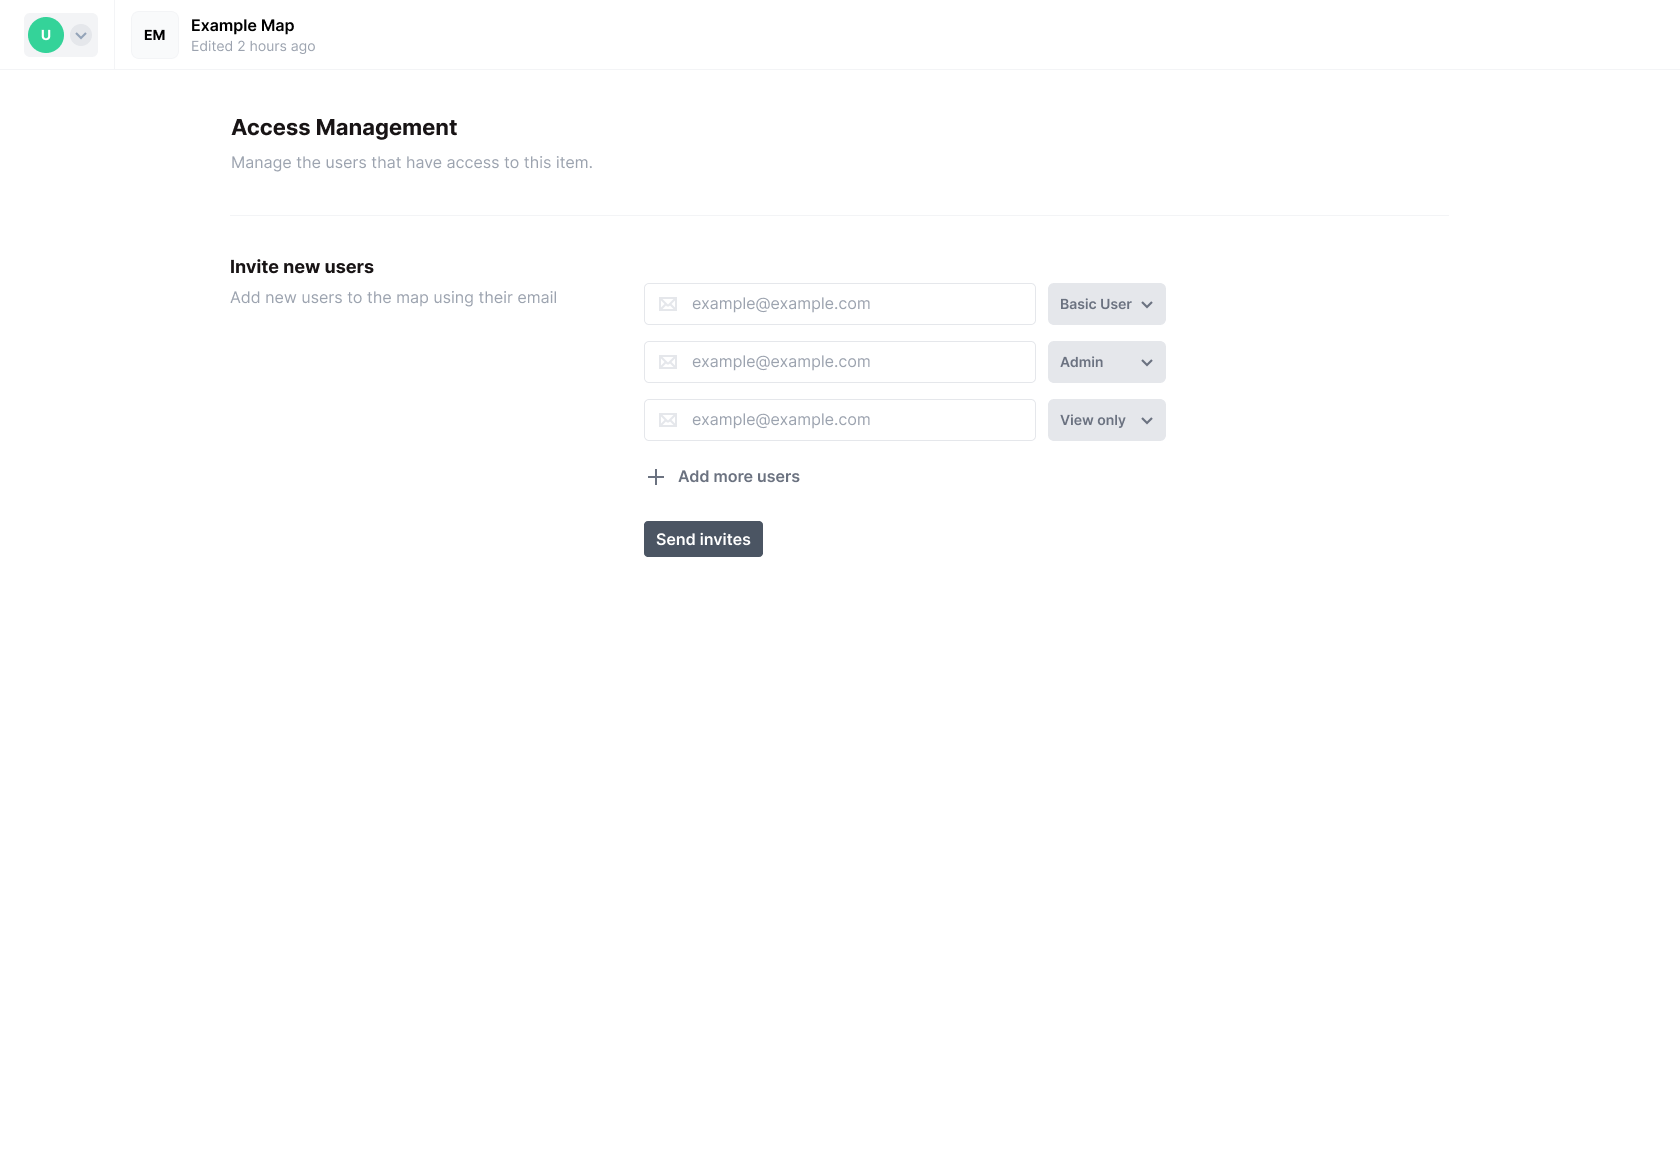 U
EM
Example Map
Edited 2 hours ago
Access Management
Manage the users that have access to this item.
Invite new users
Add new users to the map using their email
example@example.com
Basic User
example@example.com
Admin
example@example.com
View only
Add more users
Send invites